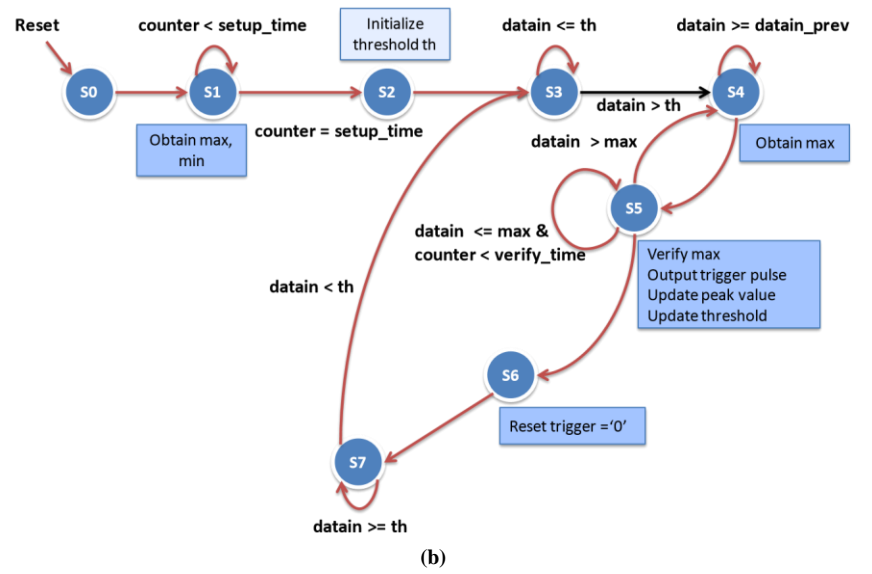 Reset
counter < setup_time
Initialize
threshold th
datain <= th
datain >= datain_prev
S0
S1
S2
S3
S4
datain > th
counter = setup_time
Obtain max,
min
datain > max
Obtain max
S5
datain <= max &
counter < verify_time
Verify max
Output trigger pulse
Update peak value
Update threshold
datain < th
S6
Reset trigger =‘0’
S7
datain >= th
(b)